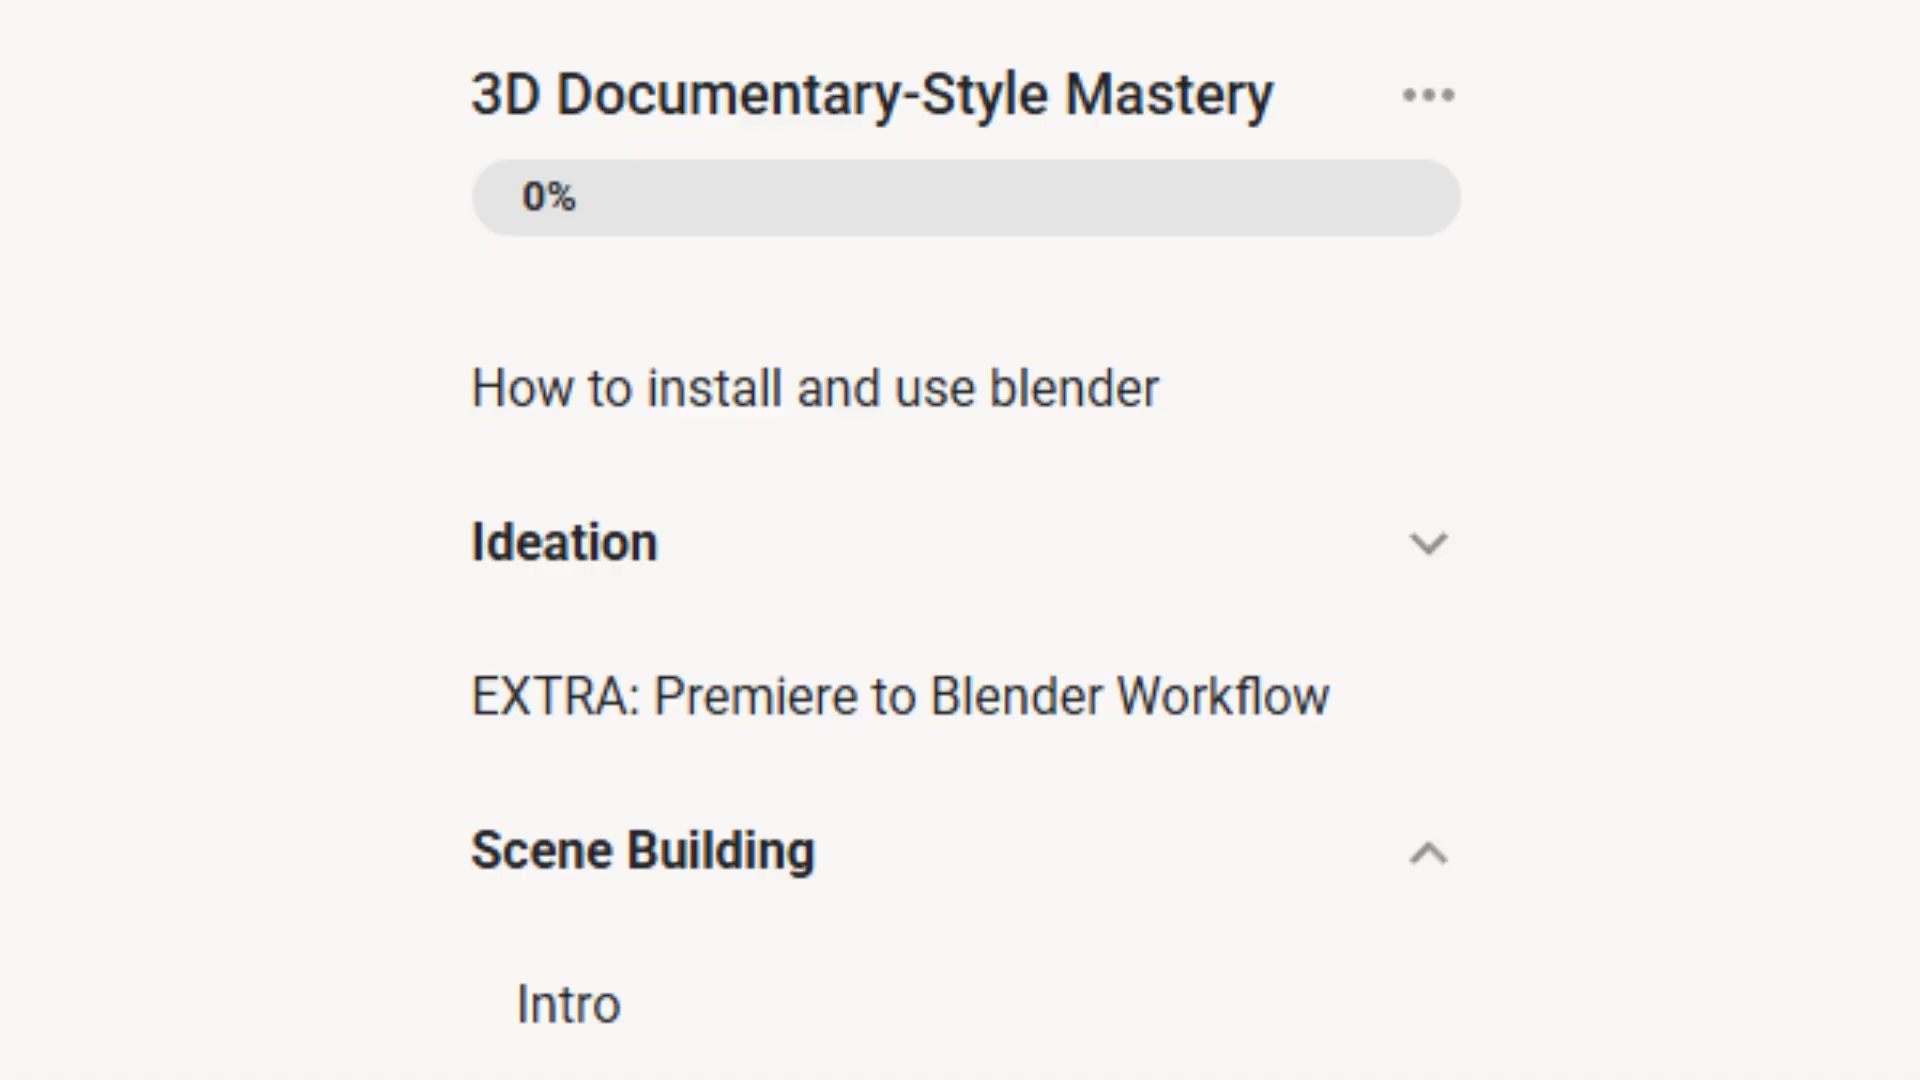 3D Documentary-Style Mastery
0%
How to install and use blender
Ideation
EXTRA: Premiere to Blender Workflow
Scene Building
Intro